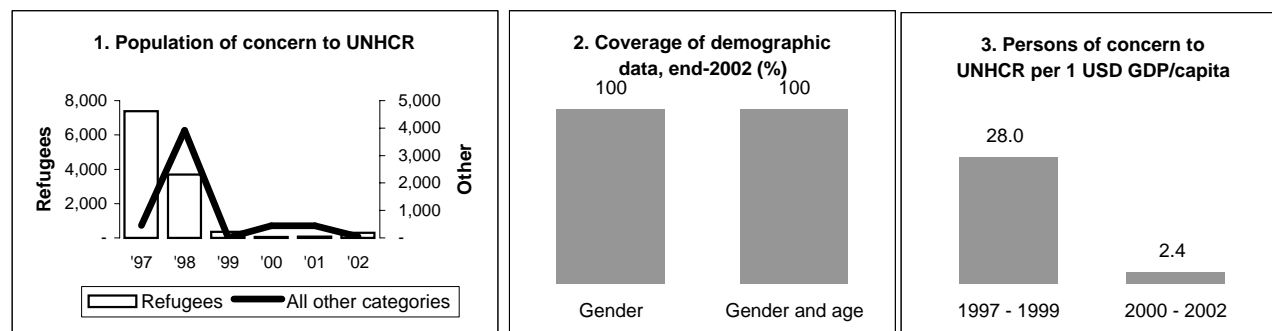 1. Population of concern to UNHCR
Refugees
8,000
6,000
4,000
2,000
-
5,000
4,000
3,000
2,000
1,000
-
Other
'97 '98 '99 '00 '01 '02
Refugees All other categories
2. Coverage of demographic
data, end-2002 (%)
100 100
Gender Gender and age
3. Persons of concern to
UNHCR per 1 USD GDP/capita
28.0
2.4
1997 - 1999 2000 - 2002